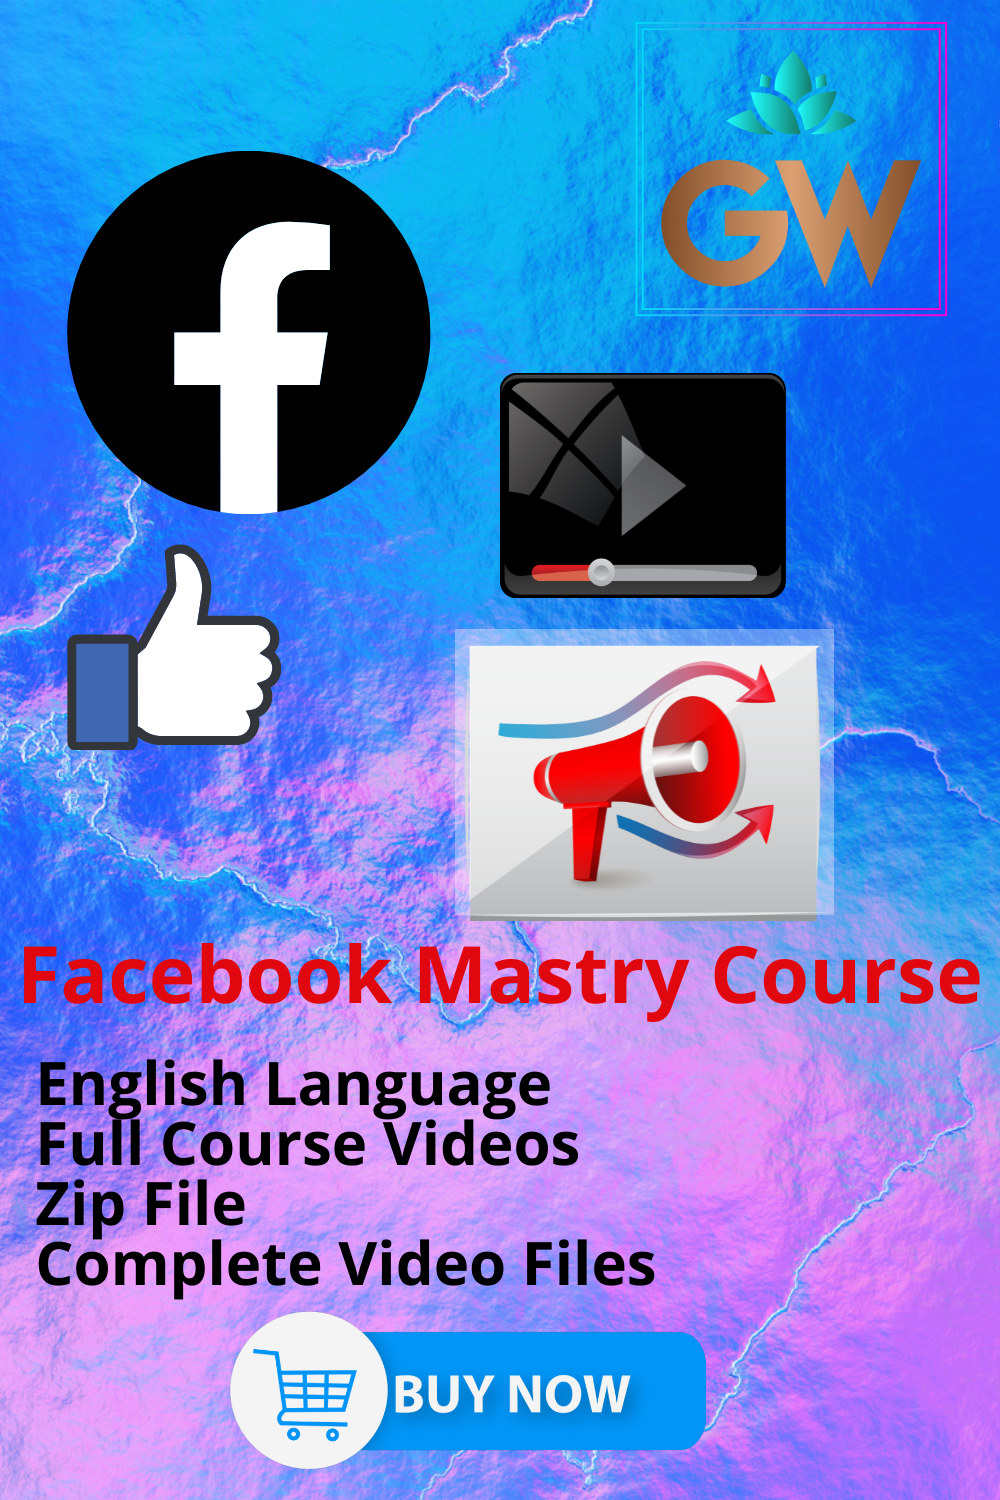 GW
Facebook Mastry Course
English Language
Full Course Videos
Zip File
Complete Video Files
BUY NOW